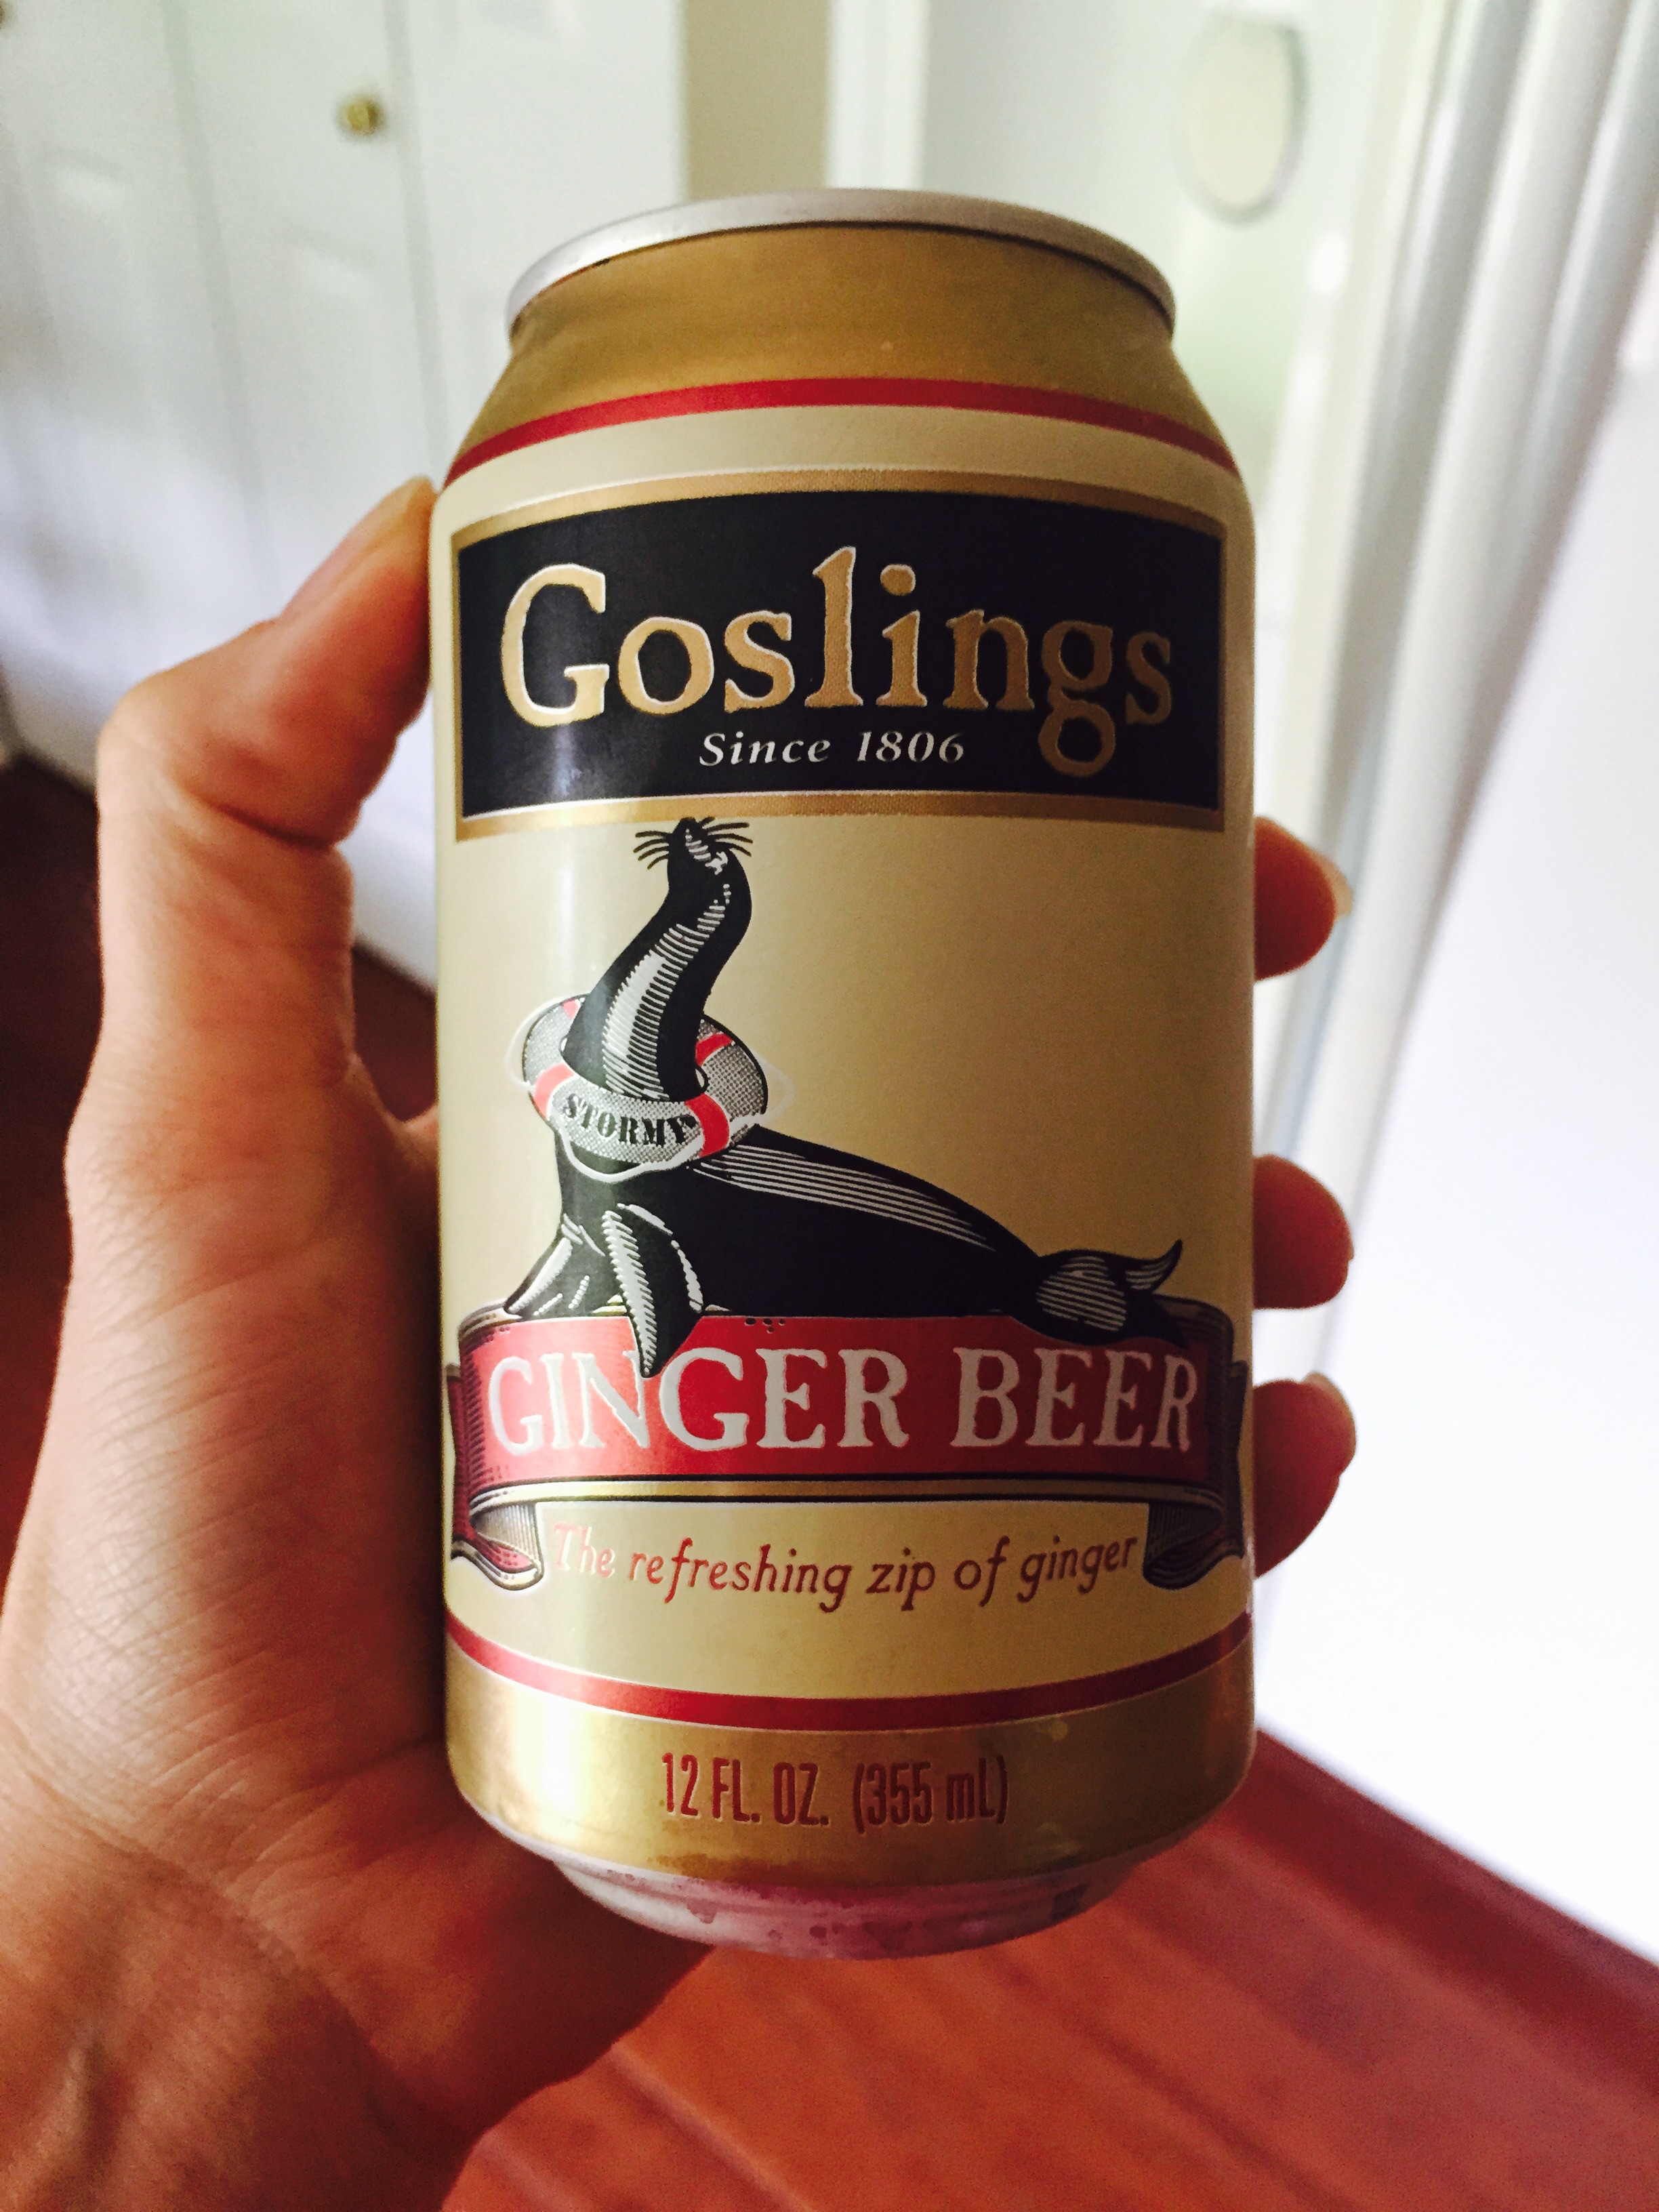 Goslings
Since 1806
STORMY
GINGER BEER
The refreshing zip of ginger
12 FL. OZ. (355 mL)